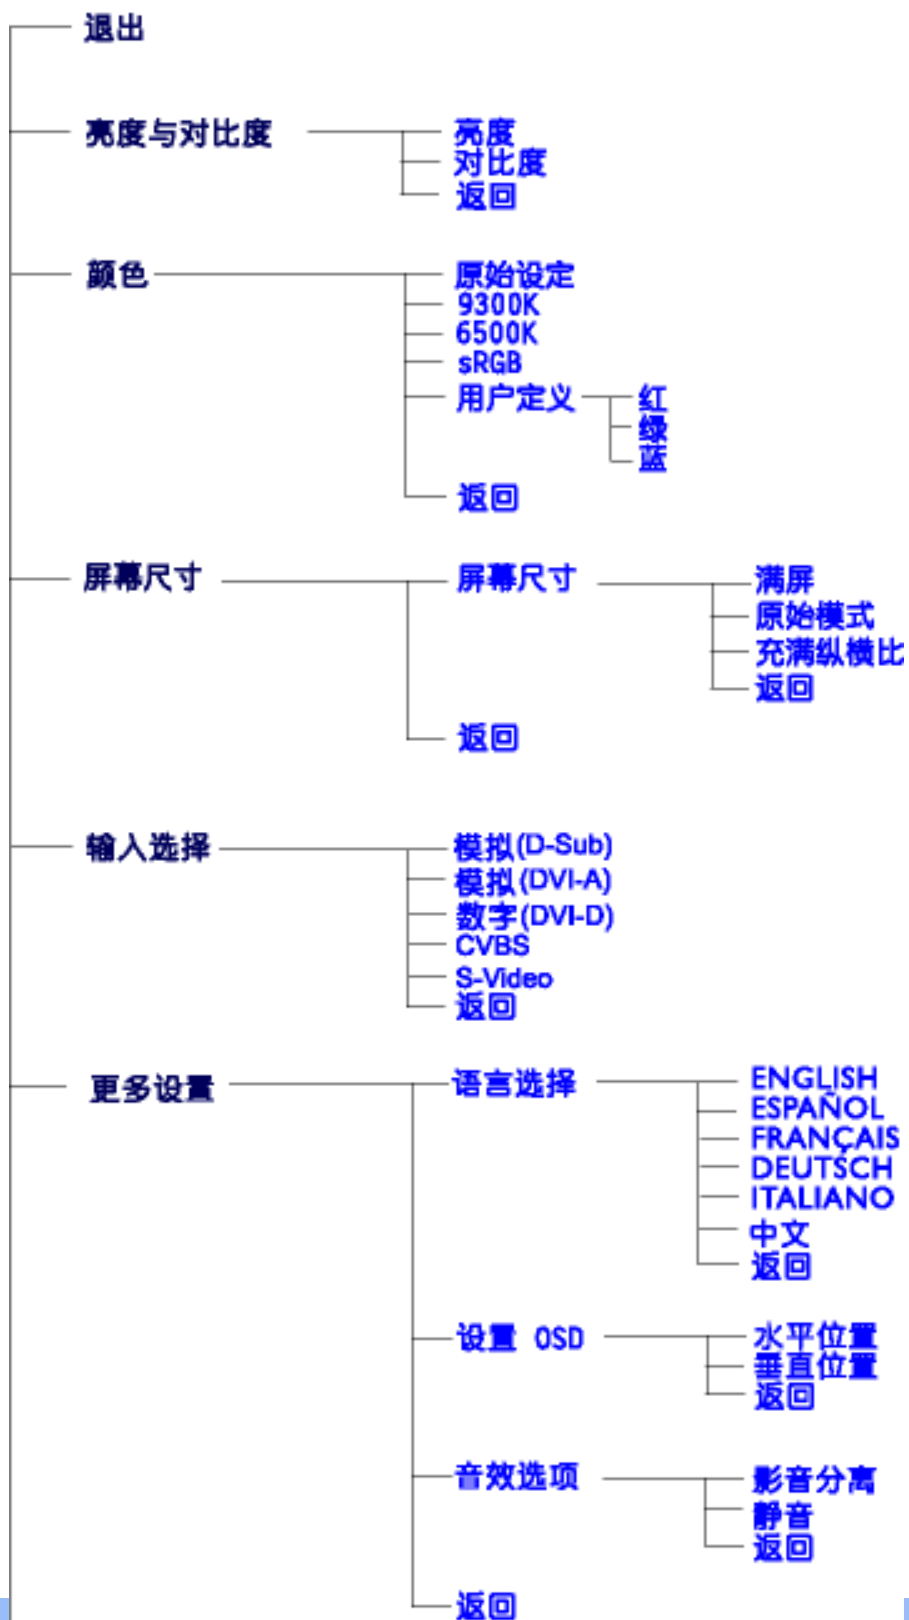 退出
亮度与对比度 亮度
对比度
返回
颜色 原始设定
9300K
6500K
sRGB
用户定义 红
绿
蓝
返回
屏幕尺寸 屏幕尺寸 满屏
原始模式
充满纵横比
返回
返回
输入选择 模拟(D-Sub)
模拟(DVI-A)
数字(DVI-D)
CVBS
S-Video
返回
更多设置 语言选择 ENGLISH
ESPAÑOL
FRANÇAIS
DEUTSCH
ITALIANO
中文
返回
设置 OSD 水平位置
垂直位置
返回
音效选项 影音分离
静音
返回
返回